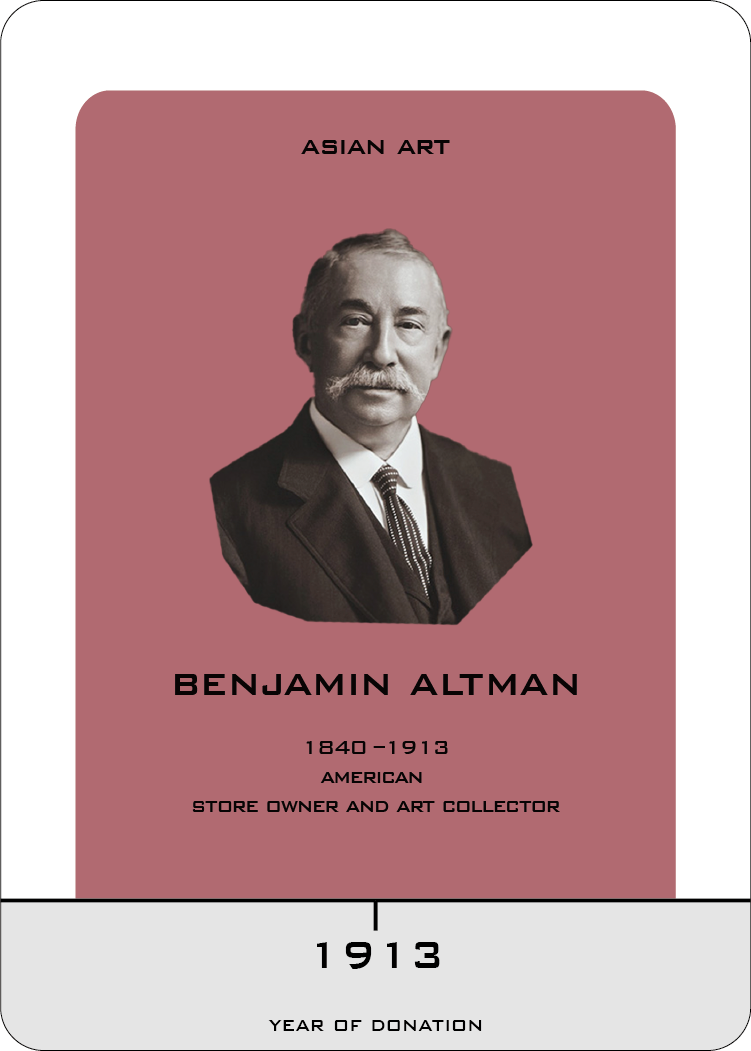 ASIAN ART
BENJAMIN ALTMAN
1840 –1913
AMERICAN
STORE OWNER AND ART COLLECTOR
1913
YEAR OF DONATION